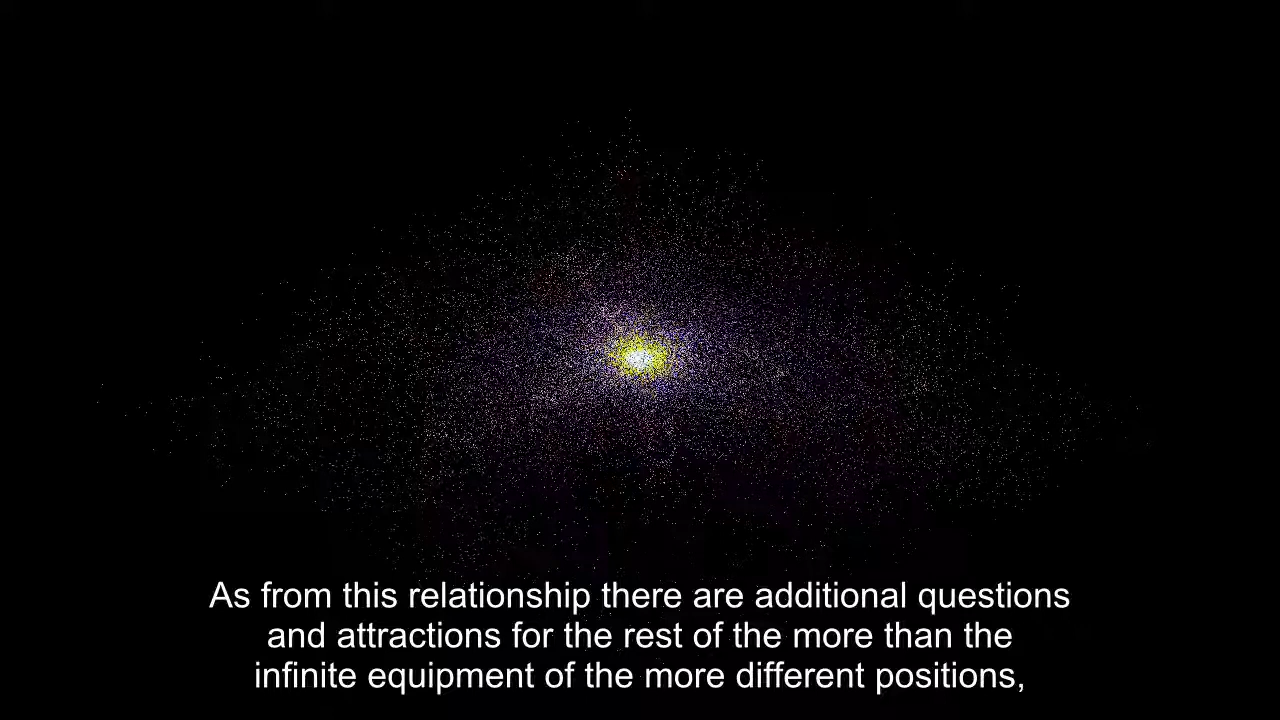 As from this relationship there are additional questions
and attractions for the rest of the more than the
infinite equipment of the more different positions,